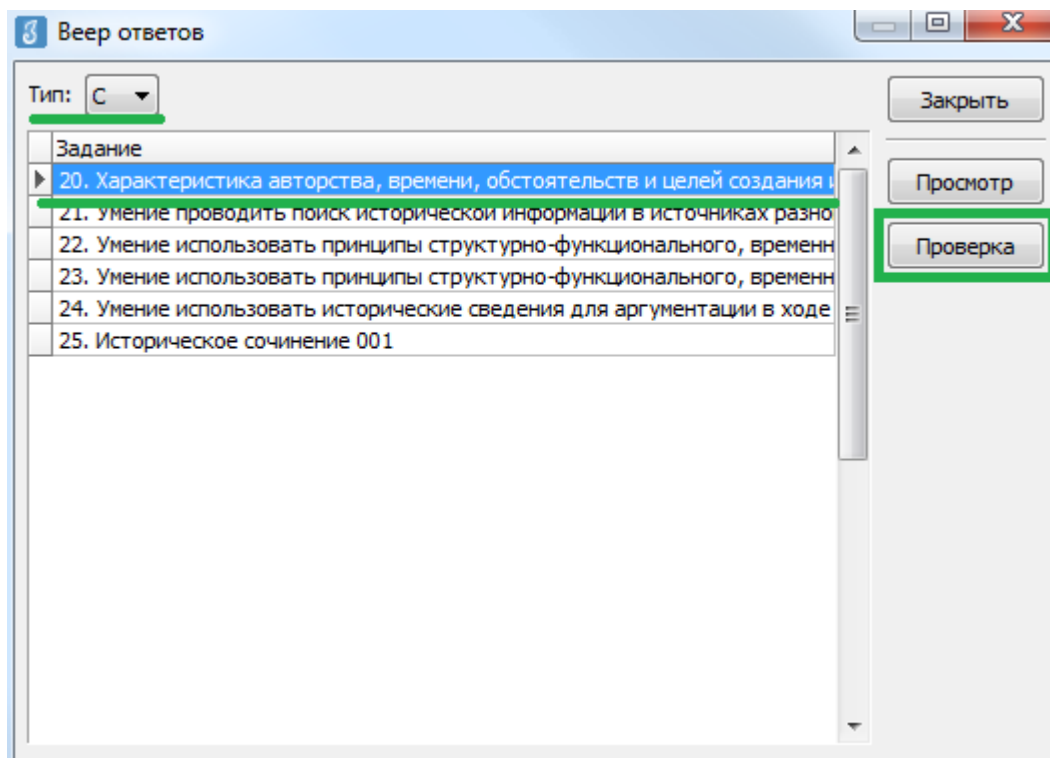 Веер ответов
Тип: C
Закрыть
Задание
20. Характеристика авторства, времени, обстоятельств и целей создания и
Просмотр
21. Умение проводить поиск исторической информации в источниках разно
22. Умение использовать принципы структурно-функционального, временн
Проверка
23. Умение использовать принципы структурно-функционального, временн
24. Умение использовать исторические сведения для аргументации в ходе
25. Историческое сочинение 001